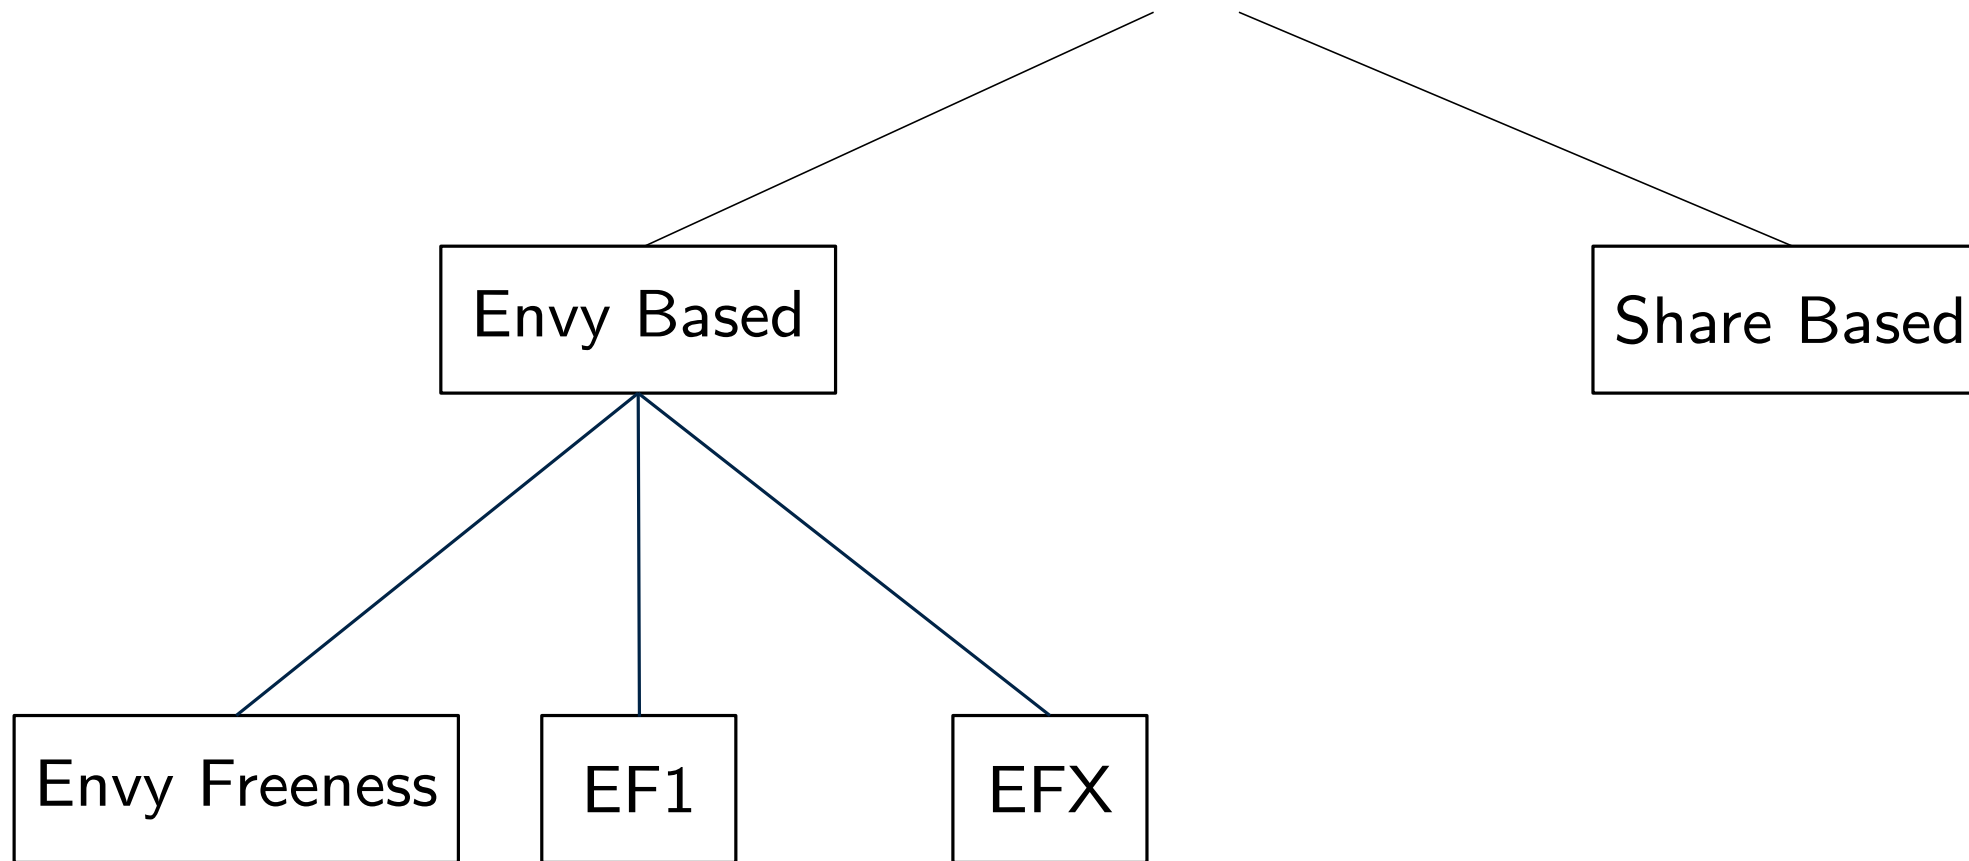 Envy Based
Share Based
Envy Freeness
EF1
EFX